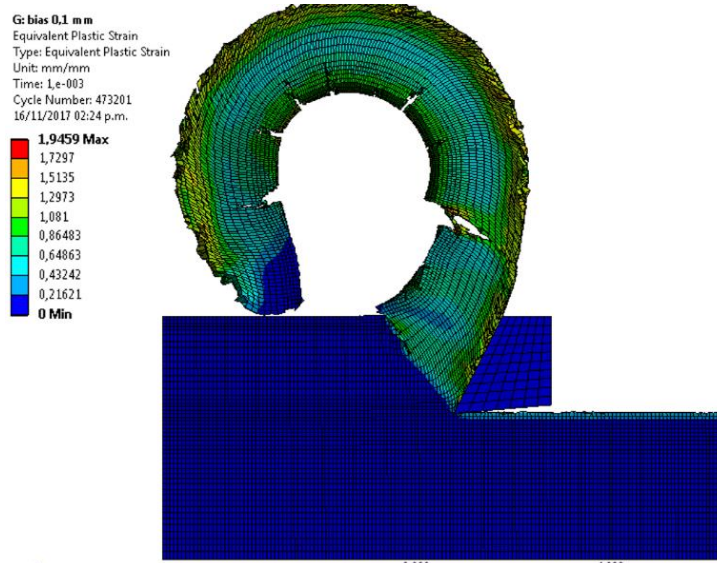 G: bias 0,1 mm
Equivalent Plastic Strain
Type: Equivalent Plastic Strain
Unit: mm/mm
Time: 1,e-003
Cycle Number: 473201
16/11/2017 02:24 p.m.
1,9459 Max
1,7297
1,5135
1,2973
1,081
0,86483
0,64863
0,43242
0,21621
0 Min